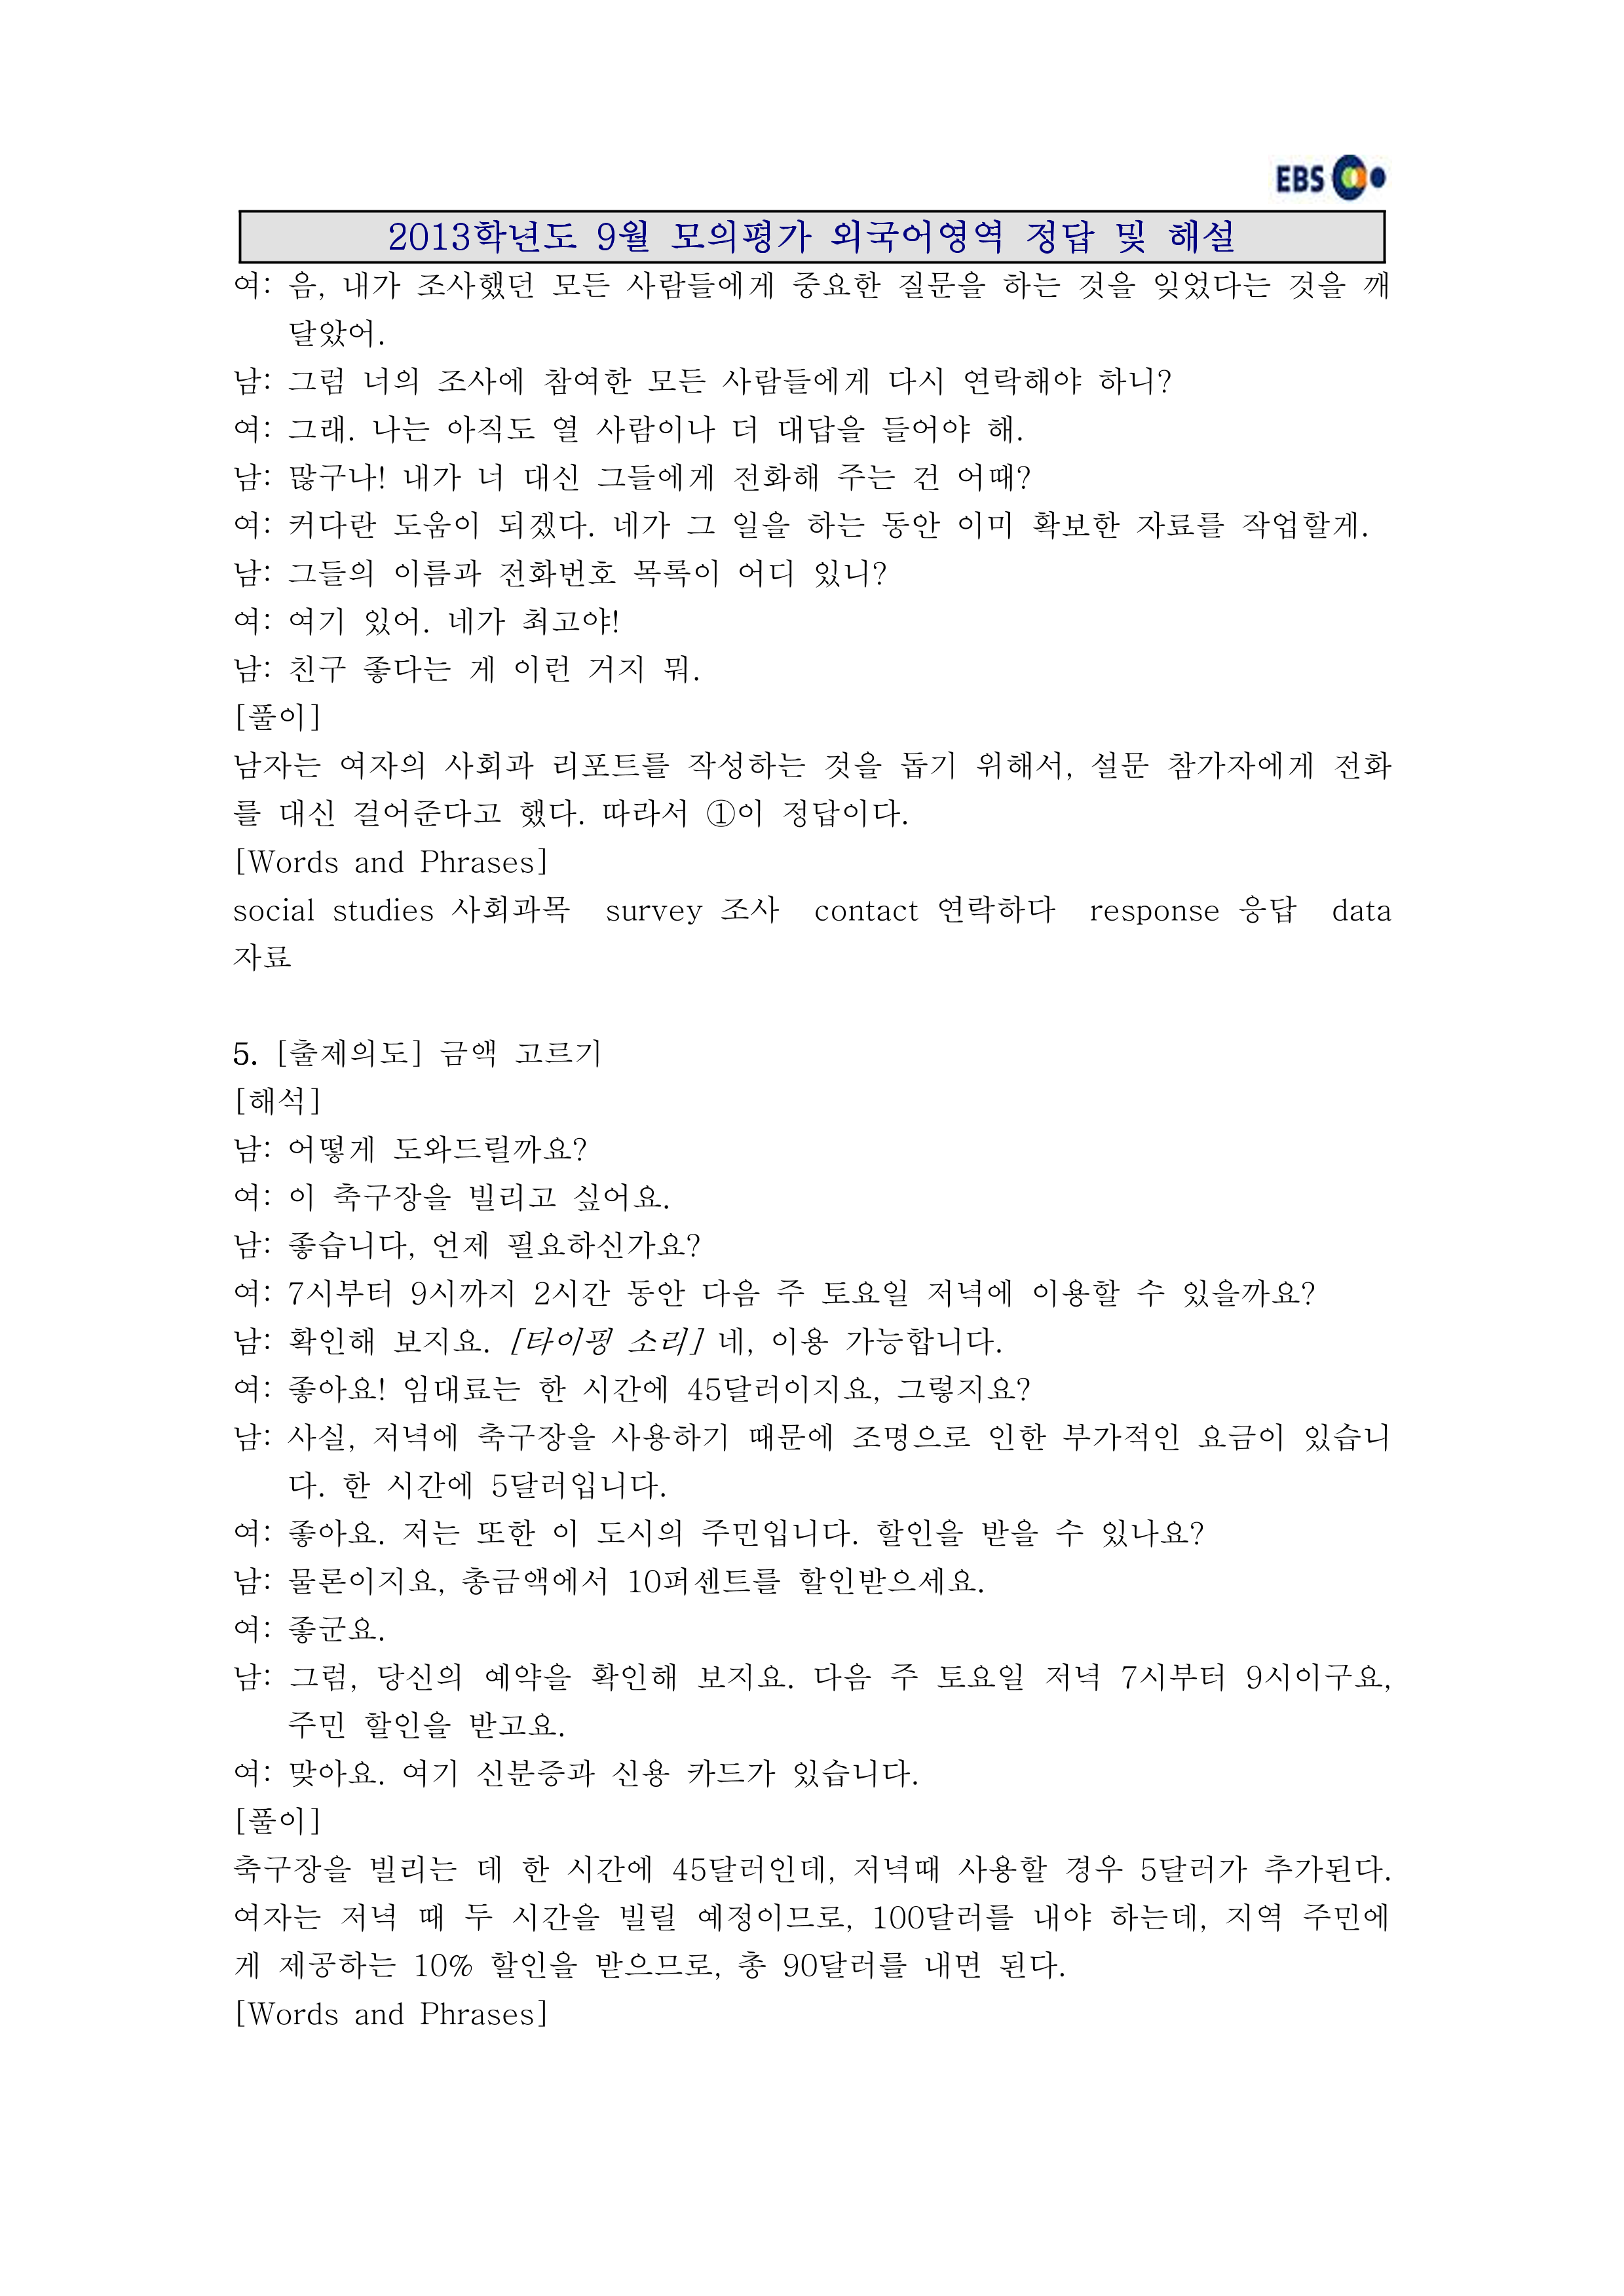 EBS
2013학년도 9월 모의평가 외국어영역 정답 및 해설
여: 음, 내가 조사했던 모든 사람들에게 중요한 질문을 하는 것을 잊었다는 것을 깨
달았어.
남: 그럼 너의 조사에 참여한 모든 사람들에게 다시 연락해야 하니?
여: 그래. 나는 아직도 열 사람이나 더 대답을 들어야 해.
남: 많구나! 내가 너 대신 그들에게 전화해 주는 건 어때?
여: 커다란 도움이 되겠다. 네가 그 일을 하는 동안 이미 확보한 자료를 작업할게.
남: 그들의 이름과 전화번호 목록이 어디 있니?
여: 여기 있어. 네가 최고야!
남: 친구 좋다는 게 이런 거지 뭐.
[풀이]
남자는 여자의 사회과 리포트를 작성하는 것을 돕기 위해서, 설문 참가자에게 전화
를 대신 걸어준다고 했다. 따라서 ①이 정답이다.
[Words and Phrases]
social studies 사회과목 survey 조사 contact 연락하다 response 응답 data
자료
5. [출제의도] 금액 고르기
[해석]
남: 어떻게 도와드릴까요?
여: 이 축구장을 빌리고 싶어요.
남: 좋습니다, 언제 필요하신가요?
여: 7시부터 9시까지 2시간 동안 다음 주 토요일 저녁에 이용할 수 있을까요?
남: 확인해 보지요. [타이핑 소리] 네, 이용 가능합니다.
여: 좋아요! 임대료는 한 시간에 45달러이지요, 그렇지요?
남: 사실, 저녁에 축구장을 사용하기 때문에 조명으로 인한 부가적인 요금이 있습니
다. 한 시간에 5달러입니다.
여: 좋아요. 저는 또한 이 도시의 주민입니다. 할인을 받을 수 있나요?
남: 물론이지요, 총금액에서 10퍼센트를 할인받으세요.
여: 좋군요.
남: 그럼, 당신의 예약을 확인해 보지요. 다음 주 토요일 저녁 7시부터 9시이구요,
주민 할인을 받고요.
여: 맞아요. 여기 신분증과 신용 카드가 있습니다.
[풀이]
축구장을 빌리는 데 한 시간에 45달러인데, 저녁때 사용할 경우 5달러가 추가된다.
여자는 저녁 때 두 시간을 빌릴 예정이므로, 100달러를 내야 하는데, 지역 주민에
게 제공하는 10% 할인을 받으므로, 총 90달러를 내면 된다.
[Words and Phrases]